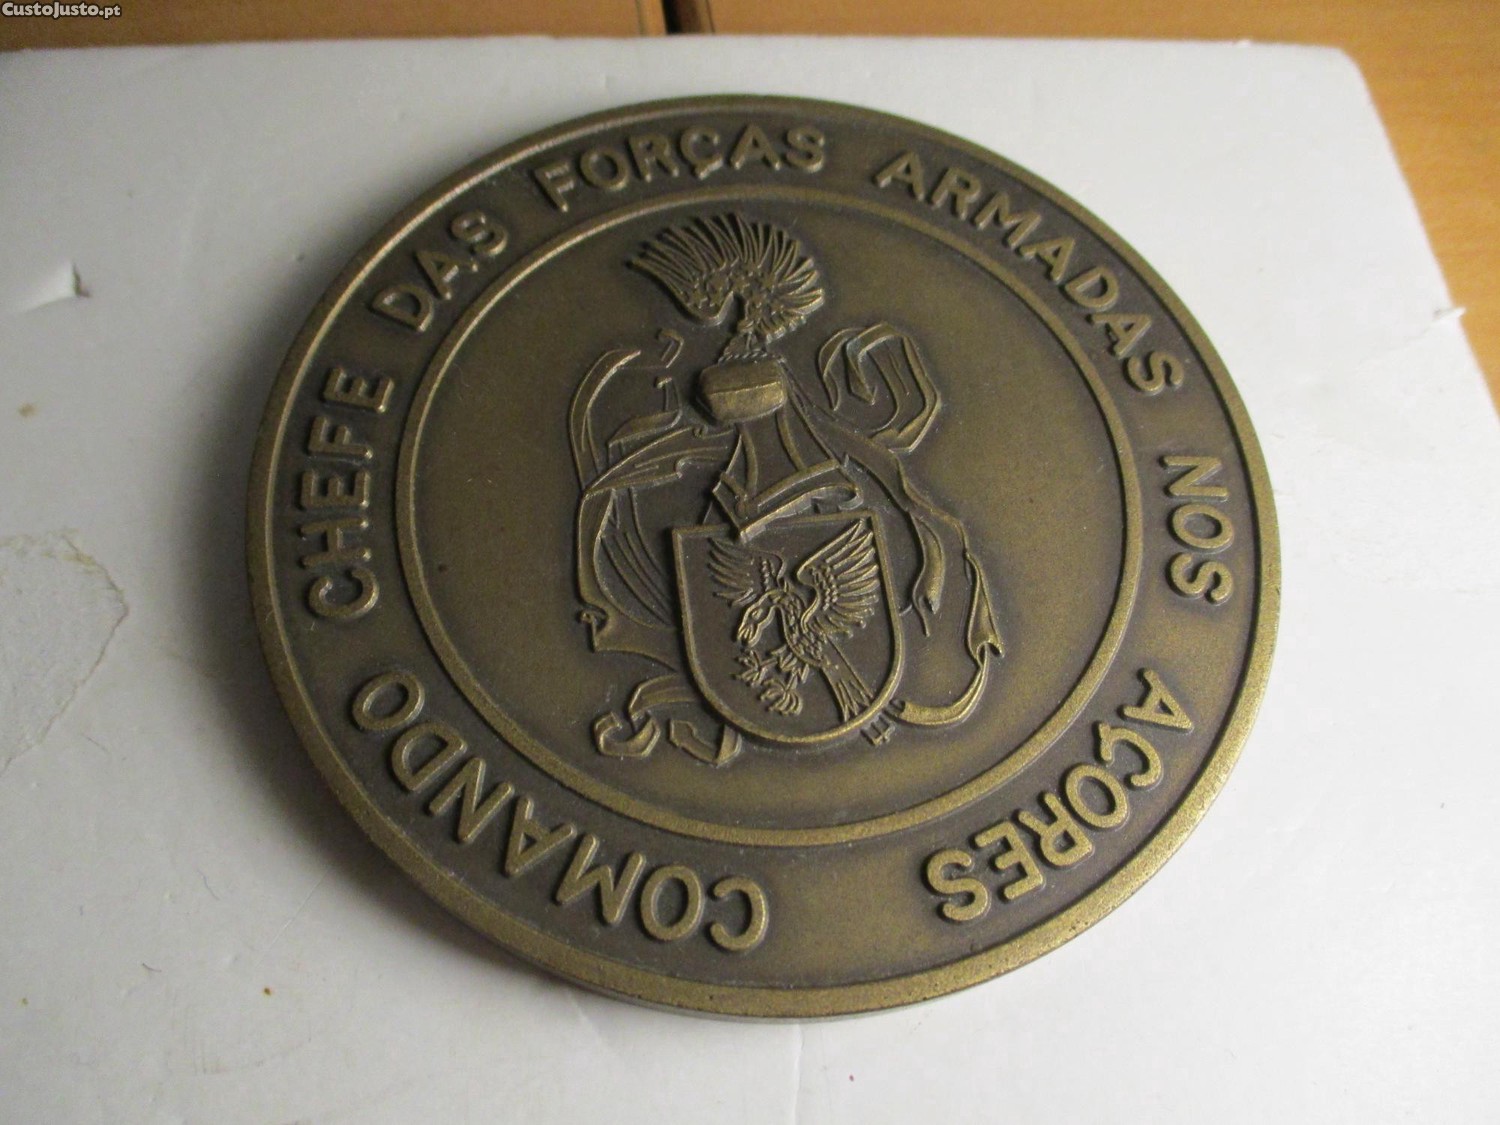 CustoJusto.pt
COMANDO CHEFE DAS FORÇAS ARMADAS NOS AÇORES